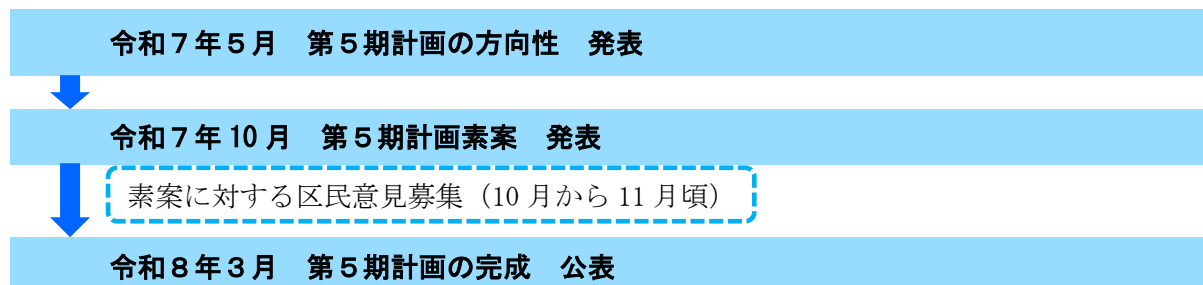 令和７年５月　第５期計画の方向性　発表
令和７年 10 月　第５期計画素案　発表
素案に対する区民意見募集（10 月から 11 月頃）
令和８年３月　第５期計画の完成　公表